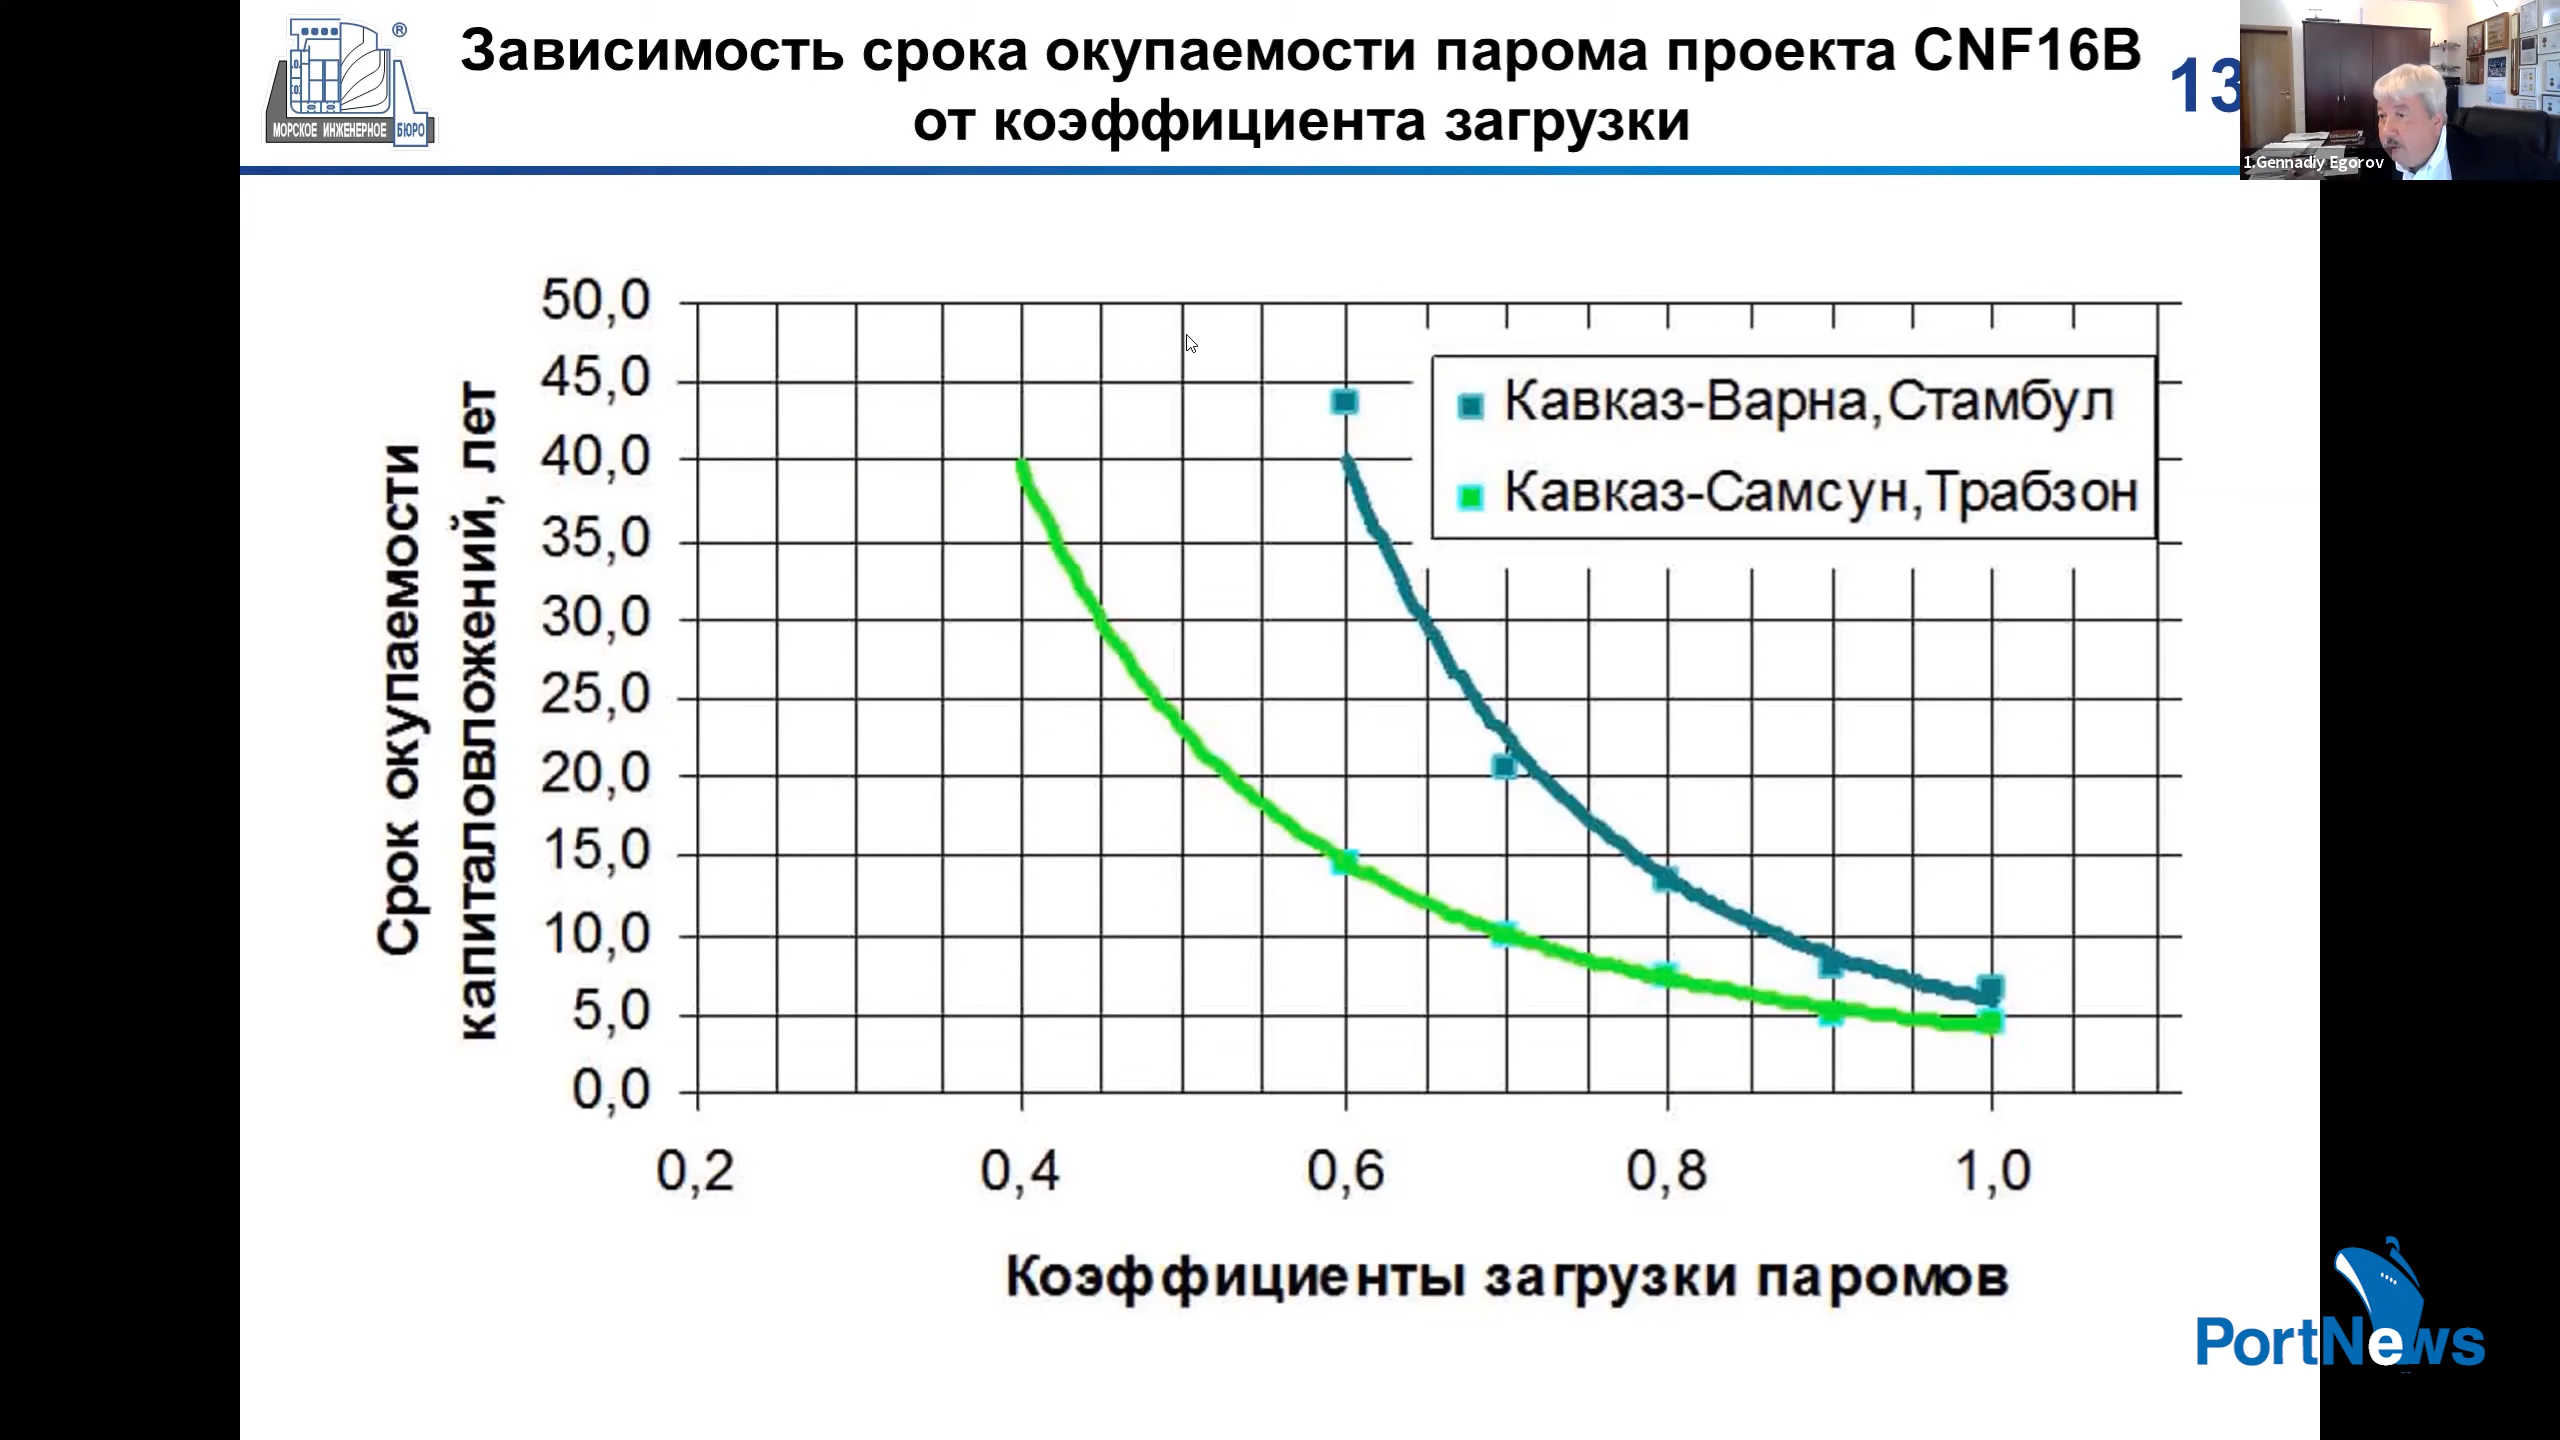 МОРСКОЕ ИНЖЕНЕРНОЕ БЮРО
®
Зависимость срока окупаемости парома проекта CNF16B
от коэффициента загрузки
13
1.Gennadiy Egorov
Срок окупаемости
капиталовложений, лет
50,0
45,0
40,0
35,0
30,0
25,0
20,0
15,0
10,0
5,0
0,0
Кавказ-Варна,Стамбул
Кавказ-Самсун,Трабзон
0,2 0,4 0,6 0,8 1,0
Коэффициенты загрузки паромов
PortNews